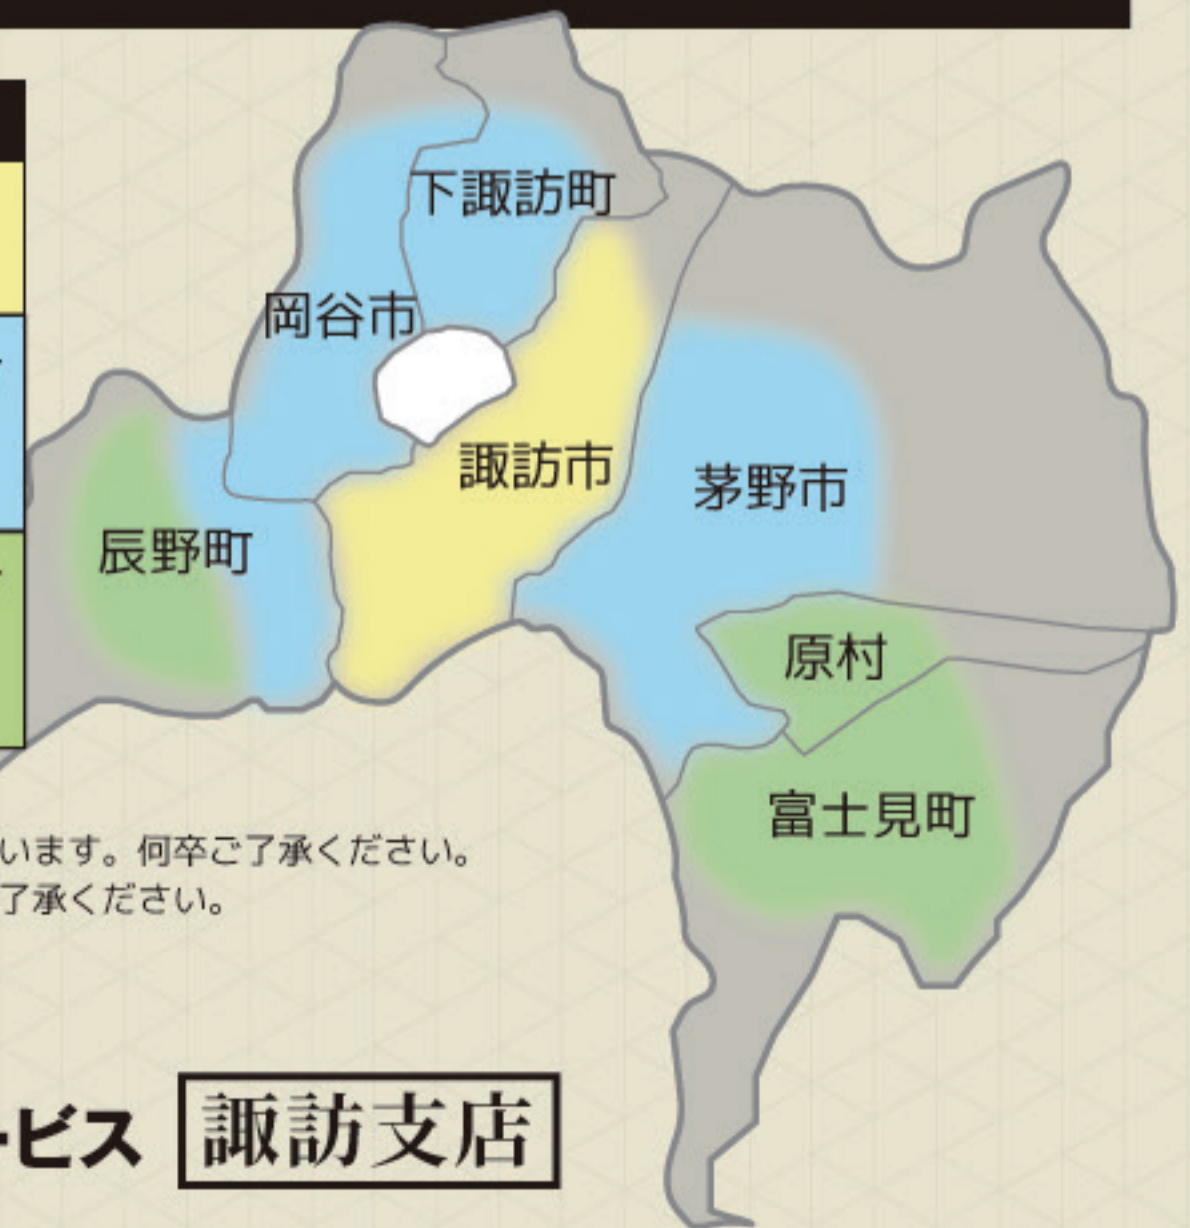 下諏訪町
岡谷市
諏訪市
茅野市
辰野町
原村
富士見町
います。何卒ご了承ください。
了承ください。
ービス 諏訪支店